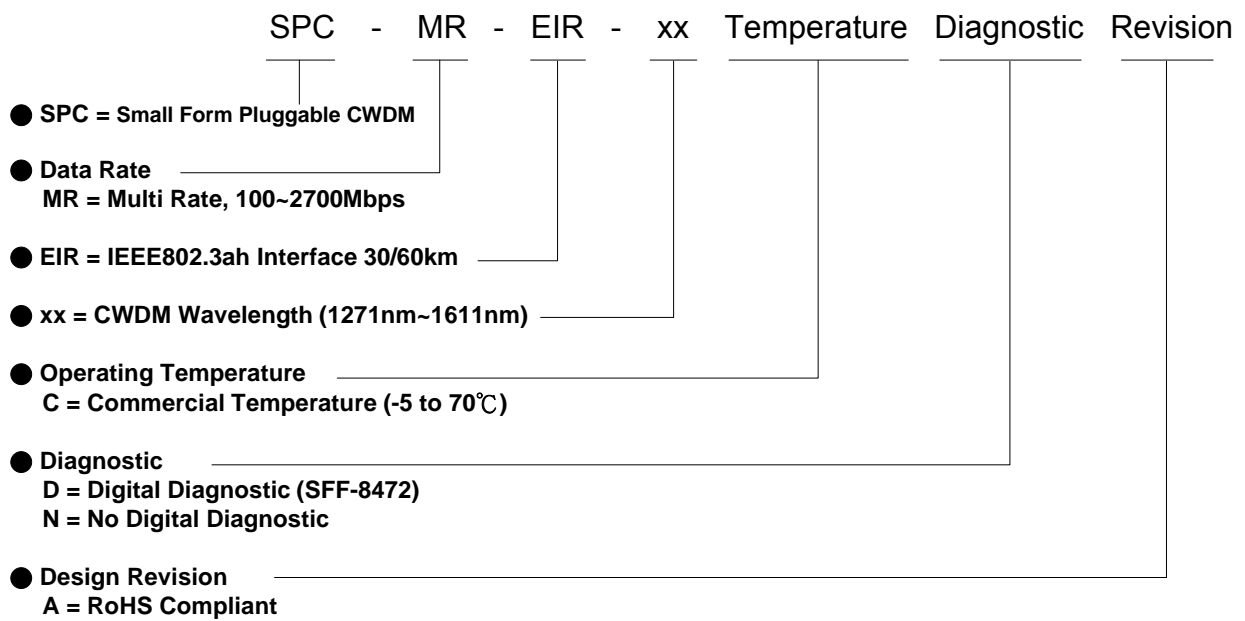 SPC - MR - EIR - xx Temperature Diagnostic Revision
● SPC = Small Form Pluggable CWDM
● Data Rate
MR = Multi Rate, 100~2700Mbps
● EIR = IEEE802.3ah Interface 30/60km
● xx = CWDM Wavelength (1271nm~1611nm)
● Operating Temperature
C = Commercial Temperature (-5 to 70℃)
● Diagnostic
D = Digital Diagnostic (SFF-8472)
N = No Digital Diagnostic
● Design Revision
A = RoHS Compliant